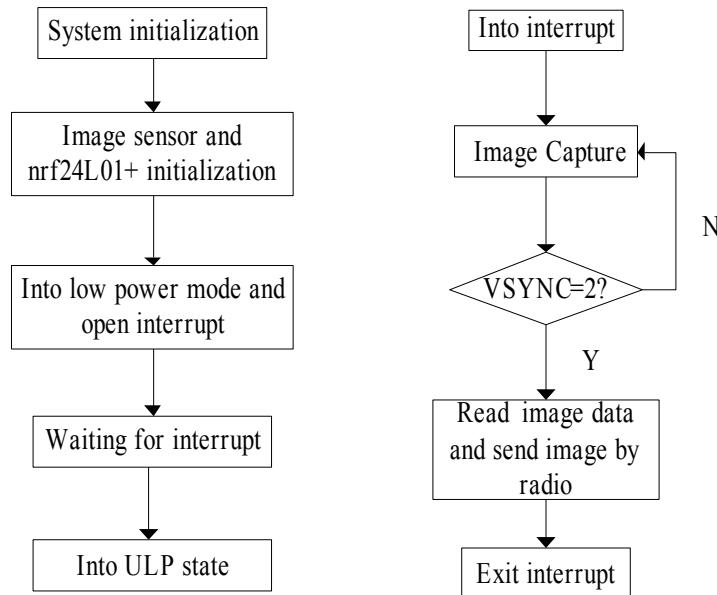 System initialization
Image sensor and
nrf24L01+ initialization
Into low power mode and
open interrupt
Waiting for interrupt
Into ULP state
Into interrupt
Image Capture
N
VSYNC=2?
Y
Read image data
and send image by
radio
Exit interrupt